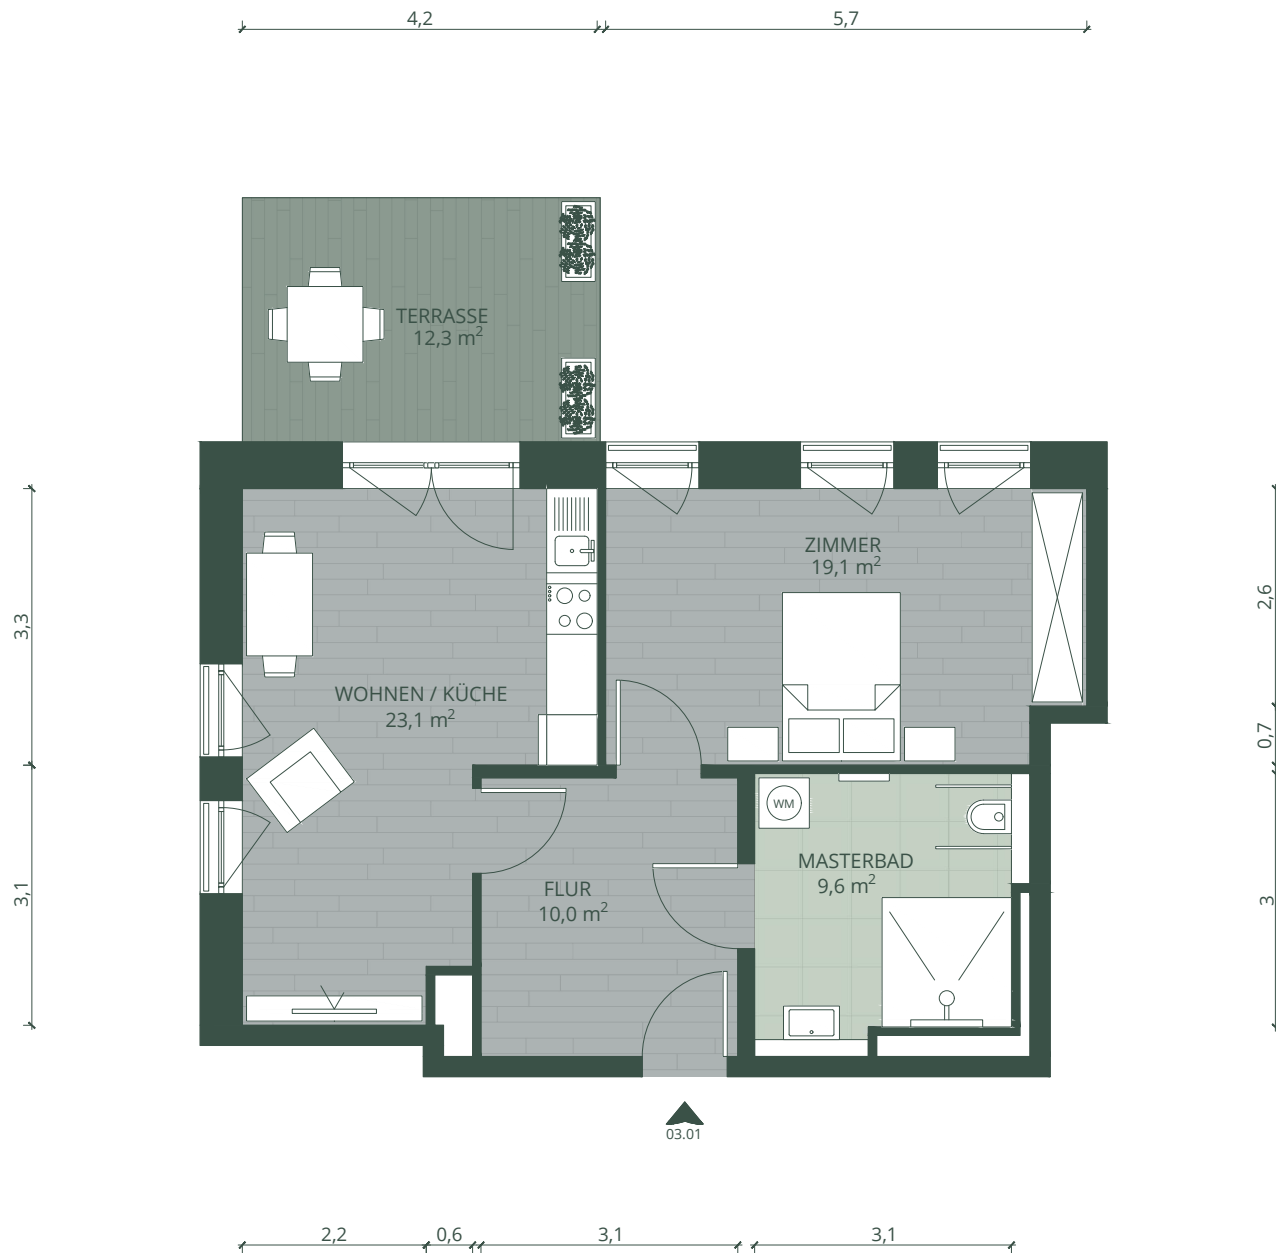 4,2
5,7
TERRASSE
12,3 m²
ZIMMER
19,1 m²
3,3
2,6
WOHNEN / KÜCHE
23,1 m²
0,7
WM
MASTERBAD
9,6 m²
FLUR
10,0 m²
3,1
3
03.01
2,2
0,6
3,1
3,1